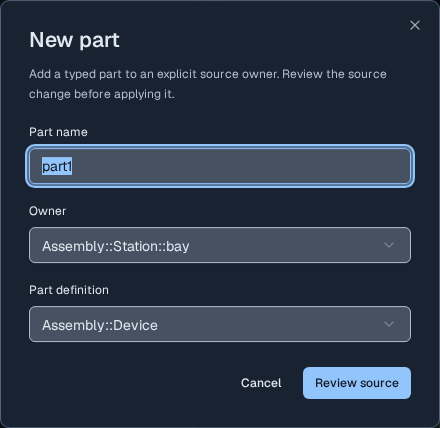 New part
Add a typed part to an explicit source owner. Review the source
change before applying it.
Part name
part1
Owner
Assembly::Station::bay
Part definition
Assembly::Device
Cancel
Review source